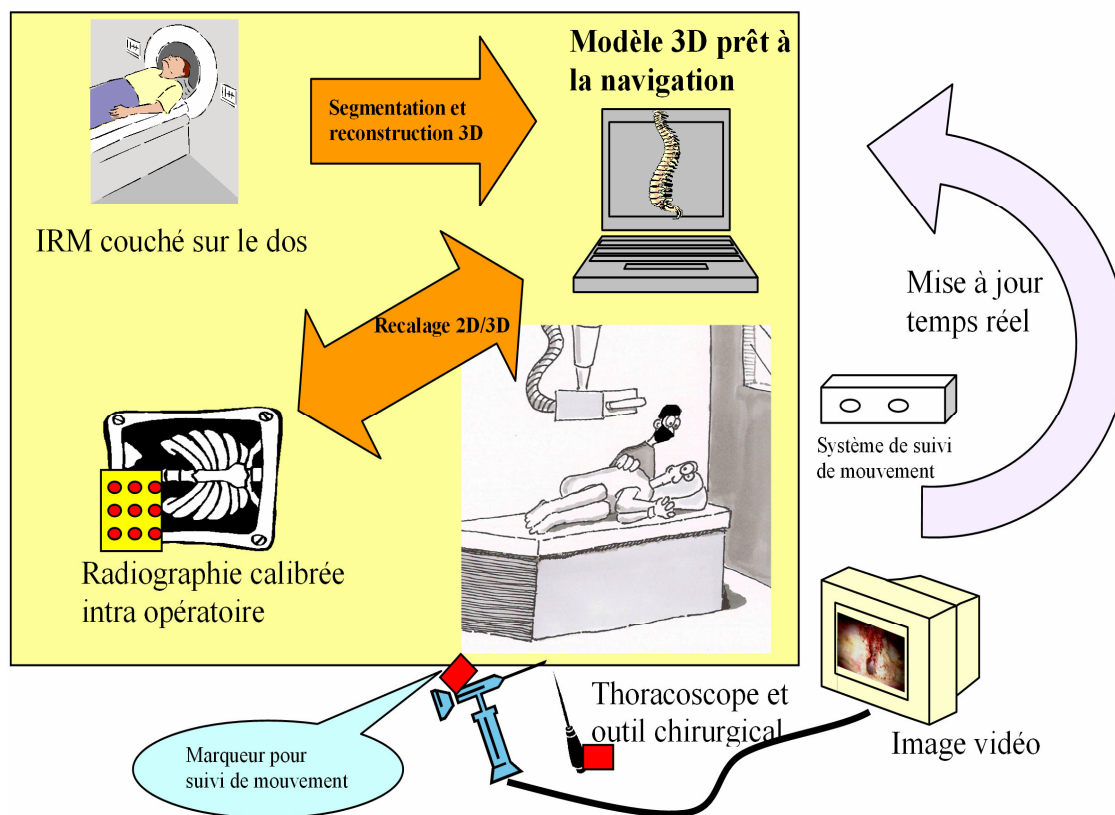 Modèle 3D prêt à
la navigation
Segmentation et
reconstruction 3D
IRM couché sur le dos
Recalage 2D/3D
Mise à jour
temps réel
Système de suivi
de mouvement
Radiographie calibrée
intra opératoire
Thoracoscope et
outil chirurgical
Image vidéo
Marqueur pour
suivi de mouvement